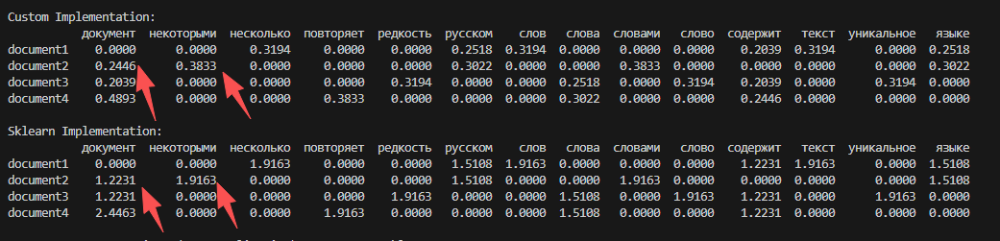 Custom Implementation:
документ некоторыми несколько повторяет редкость русском слов слова словами слово содержит текст уникальное языке
document1 0.0000 0.0000 0.3194 0.0000 0.0000 0.2518 0.3194 0.0000 0.0000 0.0000 0.2039 0.3194 0.0000 0.2518
document2 0.2446 0.3833 0.0000 0.0000 0.0000 0.3022 0.0000 0.0000 0.3833 0.0000 0.0000 0.0000 0.0000 0.3022
document3 0.2039 0.0000 0.0000 0.0000 0.3194 0.0000 0.0000 0.2518 0.0000 0.3194 0.2039 0.0000 0.3194 0.0000
document4 0.4893 0.0000 0.0000 0.3833 0.0000 0.0000 0.0000 0.3022 0.0000 0.0000 0.2446 0.0000 0.0000 0.0000
Sklearn Implementation:
документ некоторыми несколько повторяет редкость русском слов слова словами слово содержит текст уникальное языке
document1 0.0000 0.0000 1.9163 0.0000 0.0000 1.5108 1.9163 0.0000 0.0000 0.0000 1.2231 1.9163 0.0000 1.5108
document2 1.2231 1.9163 0.0000 0.0000 0.0000 1.5108 0.0000 0.0000 1.9163 0.0000 0.0000 0.0000 0.0000 1.5108
document3 1.2231 0.0000 0.0000 0.0000 1.9163 0.0000 0.0000 1.5108 0.0000 1.9163 1.2231 0.0000 1.9163 0.0000
document4 2.4463 0.0000 0.0000 1.9163 0.0000 0.0000 0.0000 1.5108 0.0000 0.0000 1.2231 0.0000 0.0000 0.0000